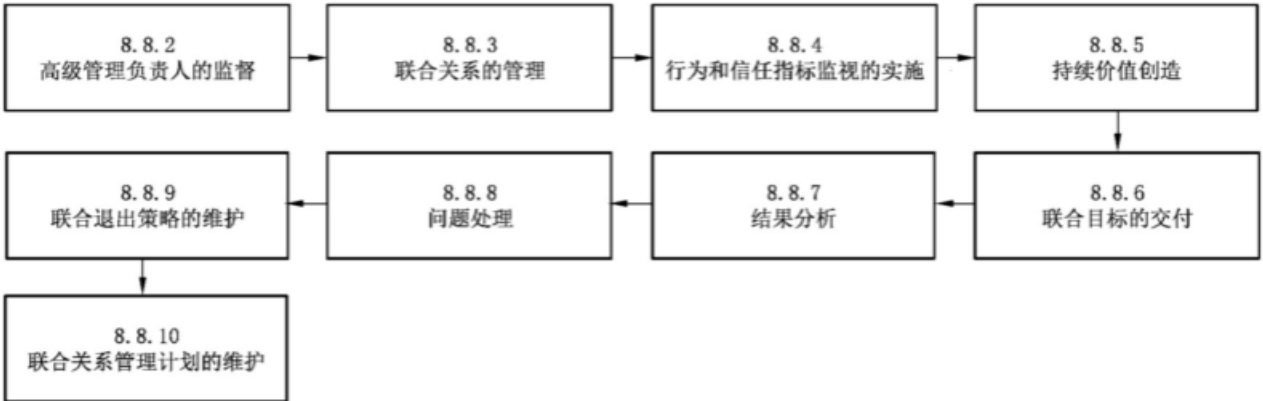 8.8.2
高级管理负责人的监督
8.8.3
联合关系的管理
8.8.4
行为和信任指标监视的实施
8.8.5
持续价值创造
8.8.6
联合目标的交付
8.8.7
结果分析
8.8.8
问题处理
8.8.9
联合退出策略的维护
8.8.10
联合关系管理计划的维护